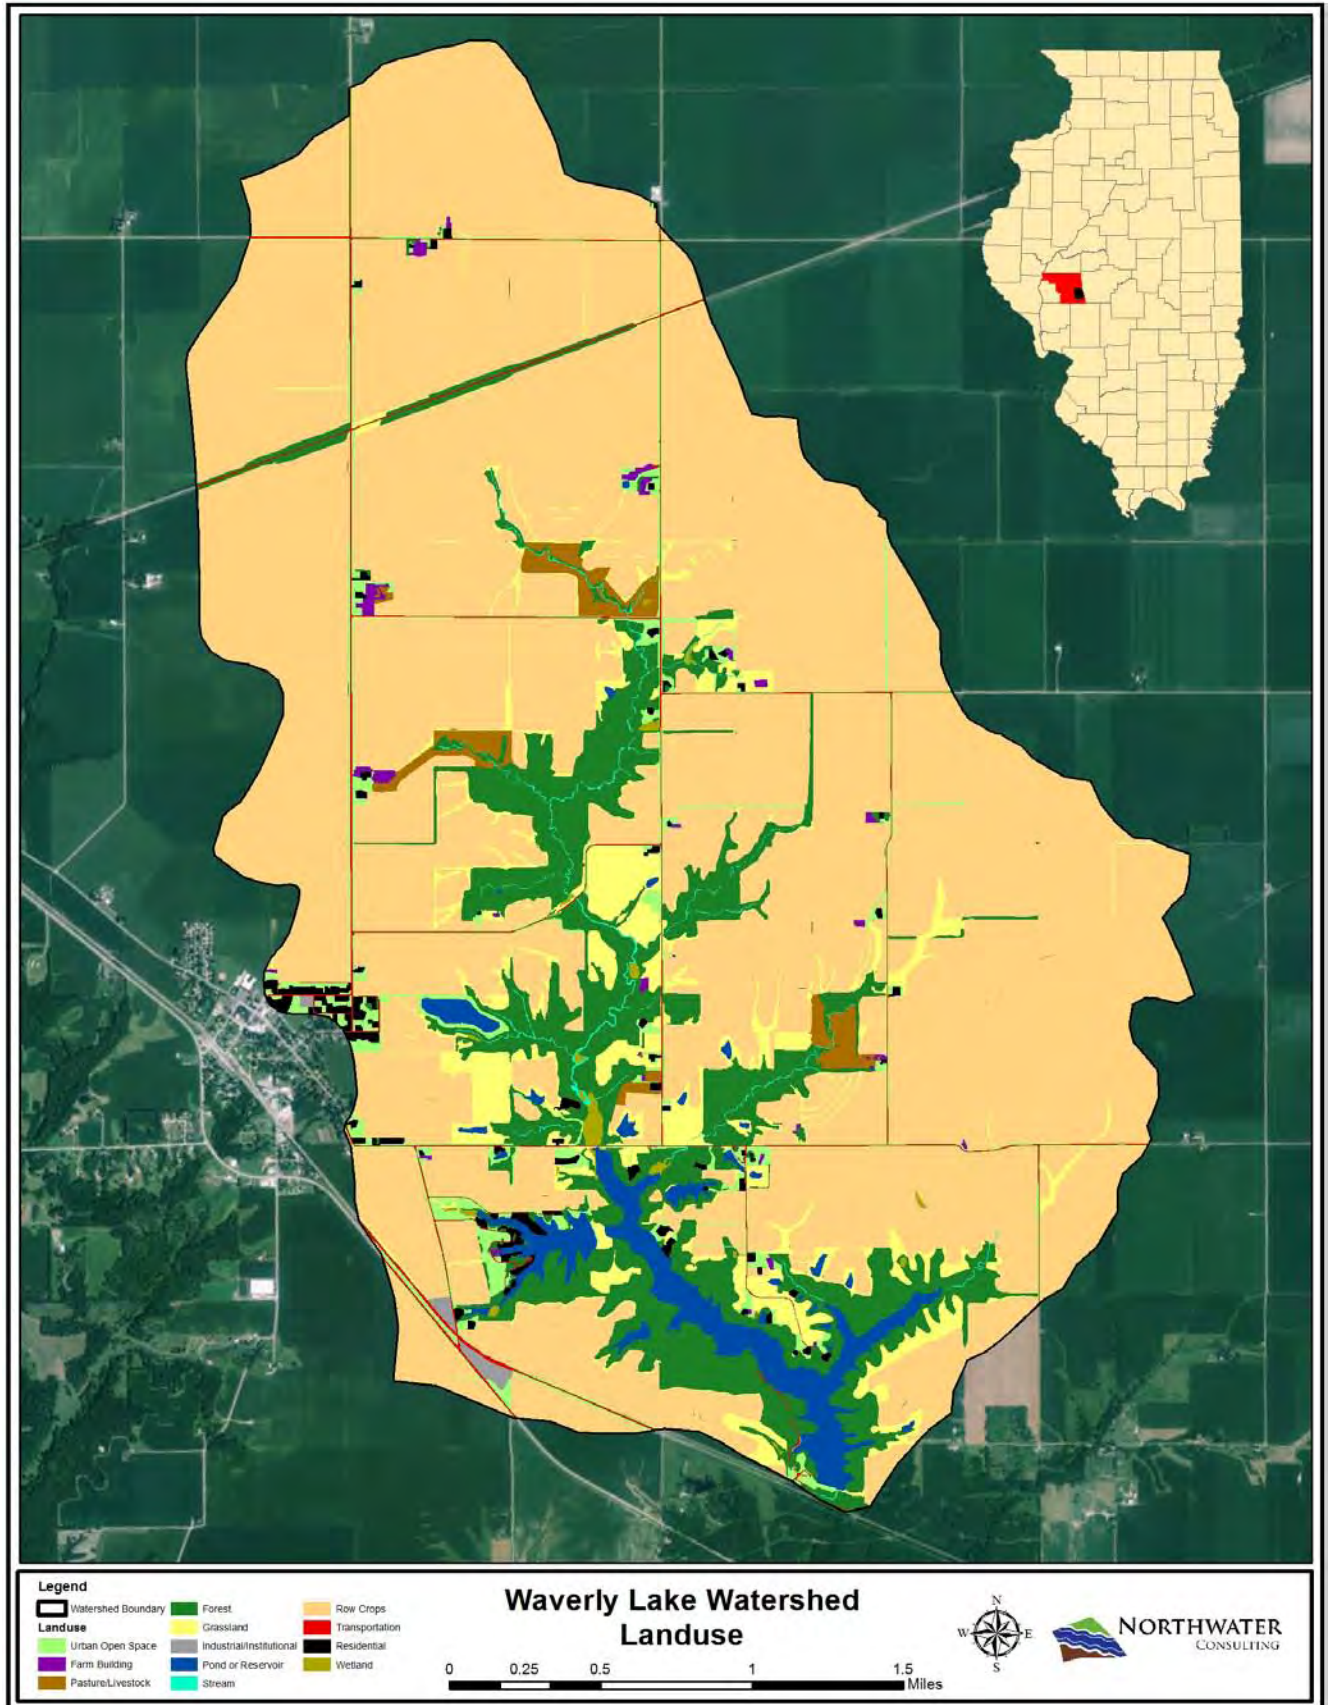 Legend
Watershed Boundary
Landuse
Urban Open Space
Farm Building
Pasture/Livestock
Forest
Grassland
Industrial/Institutional
Pond or Reservoir
Stream
Row Crops
Transportation
Residential
Wetland
Waverly Lake Watershed
Landuse
0 0.25 0.5 1 1.5
Miles
N
W E
S
NORTHWATER
CONSULTING